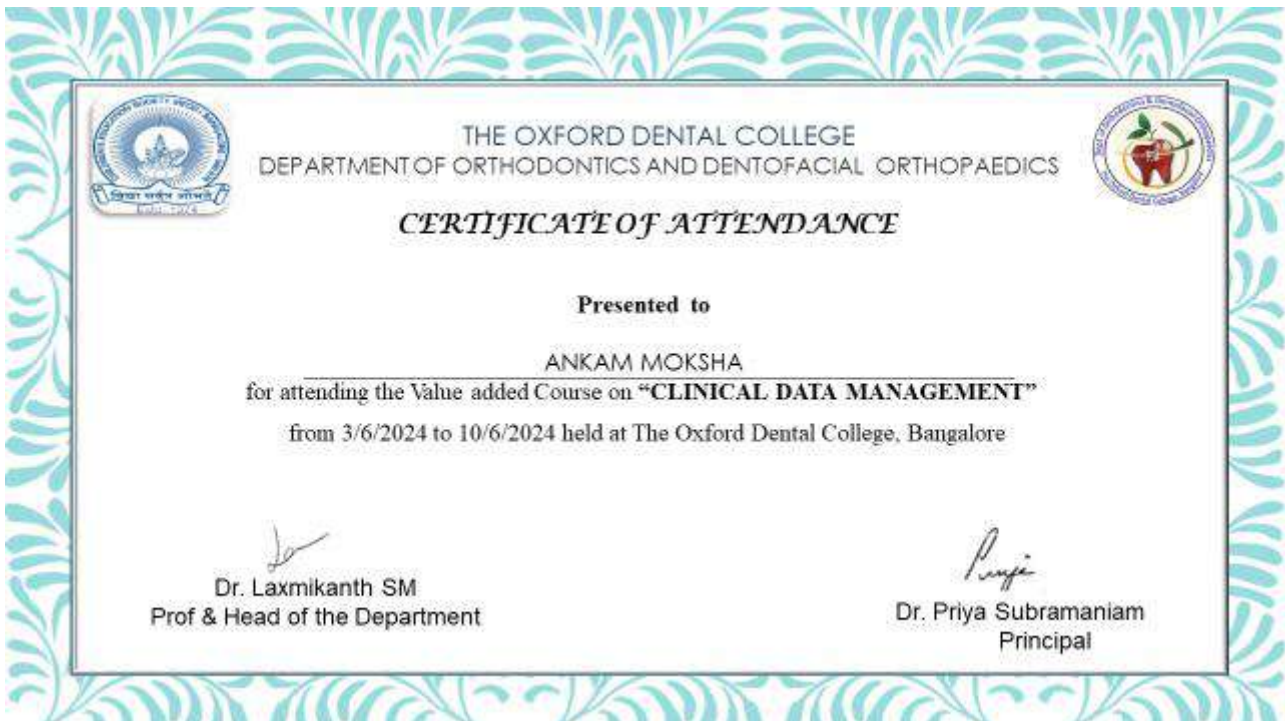 THE OXFORD DENTAL COLLEGE
DEPARTMENT OF ORTHODONTICS AND DENTOFACIAL ORTHOPAEDICS
CERTIFICATE OF ATTENDANCE
Presented to
ANKAM MOKSHA
for attending the Value added Course on “CLINICAL DATA MANAGEMENT”
from 3/6/2024 to 10/6/2024 held at The Oxford Dental College, Bangalore
Dr. Laxmikanth SM
Prof & Head of the Department
Dr. Priya Subramaniam
Principal